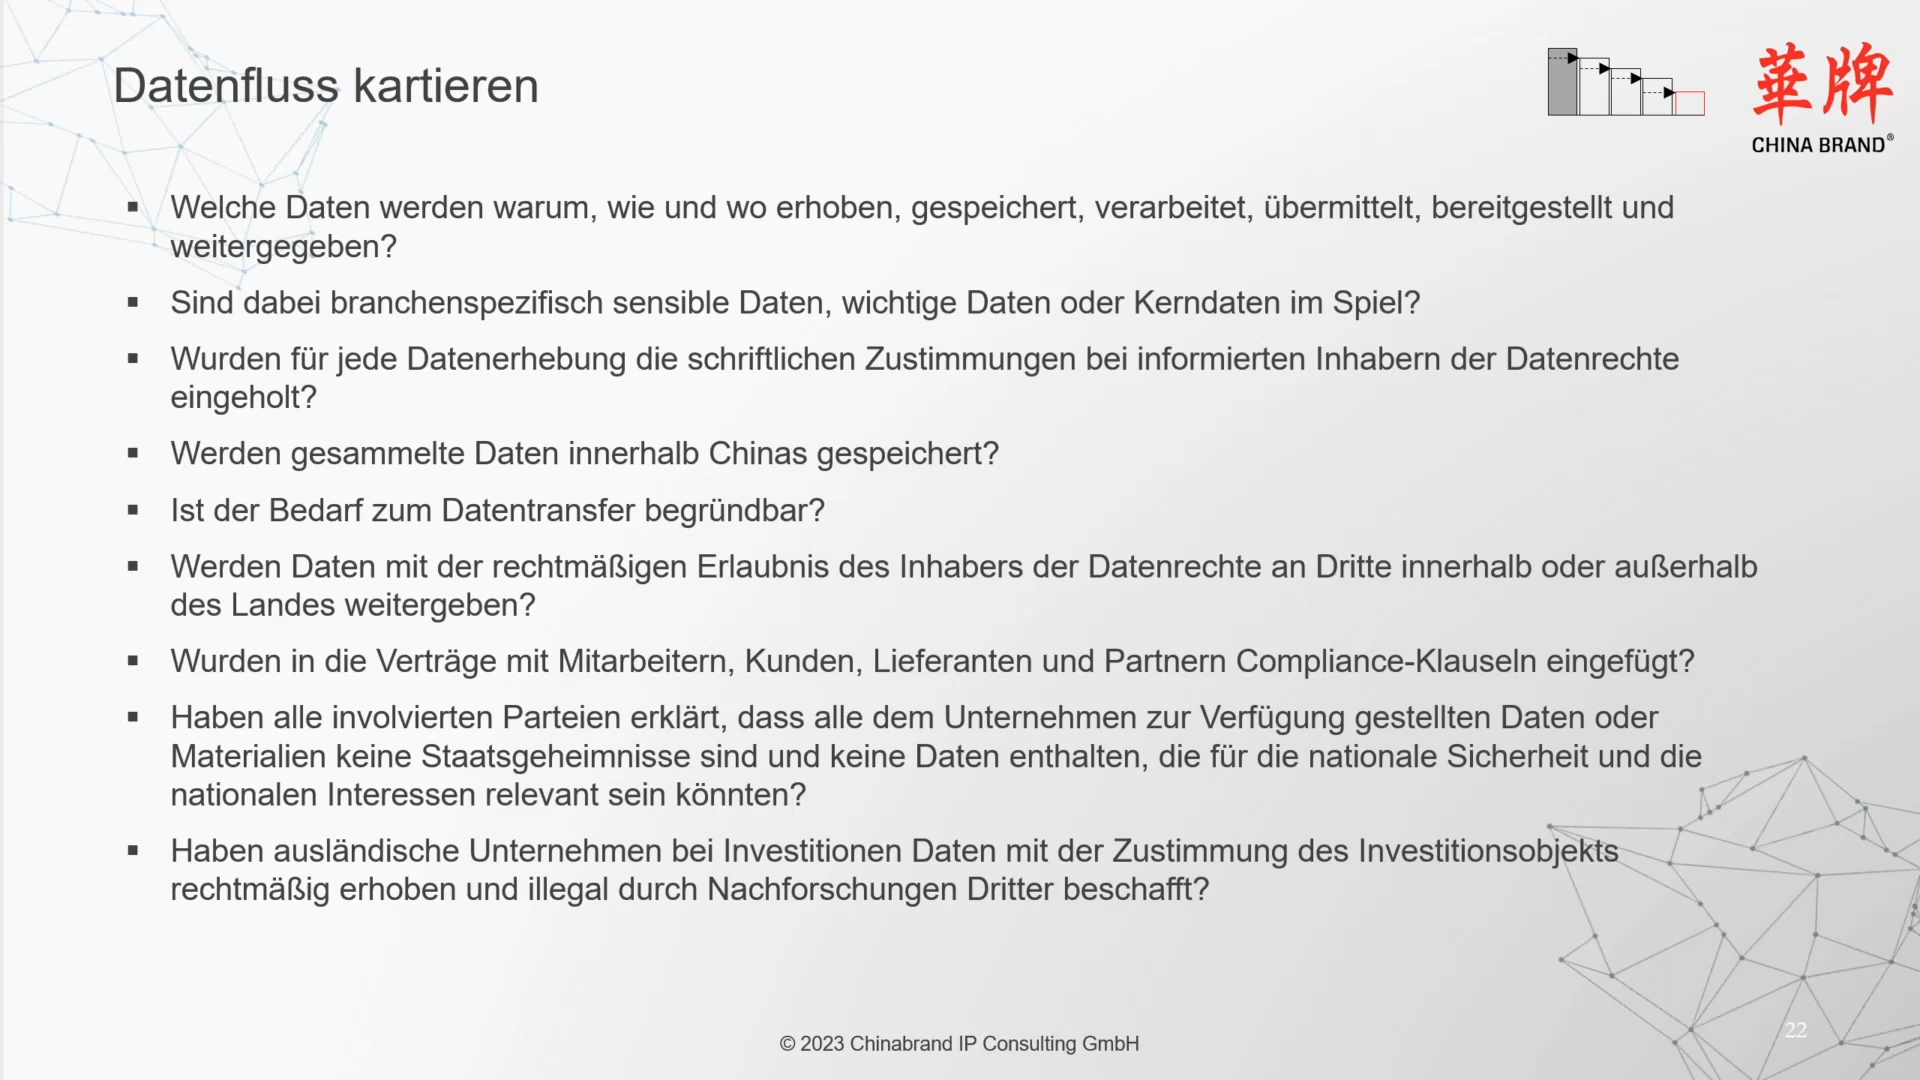 Datenfluss kartieren
華牌
CHINA BRAND®
▪ Welche Daten werden warum, wie und wo erhoben, gespeichert, verarbeitet, übermittelt, bereitgestellt und
weitergegeben?
▪ Sind dabei branchenspezifisch sensible Daten, wichtige Daten oder Kerndaten im Spiel?
▪ Wurden für jede Datenerhebung die schriftlichen Zustimmungen bei informierten Inhabern der Datenrechte
eingeholt?
▪ Werden gesammelte Daten innerhalb Chinas gespeichert?
▪ Ist der Bedarf zum Datentransfer begründbar?
▪ Werden Daten mit der rechtmäßigen Erlaubnis des Inhabers der Datenrechte an Dritte innerhalb oder außerhalb
des Landes weitergeben?
▪ Wurden in die Verträge mit Mitarbeitern, Kunden, Lieferanten und Partnern Compliance-Klauseln eingefügt?
▪ Haben alle involvierten Parteien erklärt, dass alle dem Unternehmen zur Verfügung gestellten Daten oder
Materialien keine Staatsgeheimnisse sind und keine Daten enthalten, die für die nationale Sicherheit und die
nationalen Interessen relevant sein könnten?
▪ Haben ausländische Unternehmen bei Investitionen Daten mit der Zustimmung des Investitionsobjekts
rechtmäßig erhoben und illegal durch Nachforschungen Dritter beschafft?
22
© 2023 Chinabrand IP Consulting GmbH